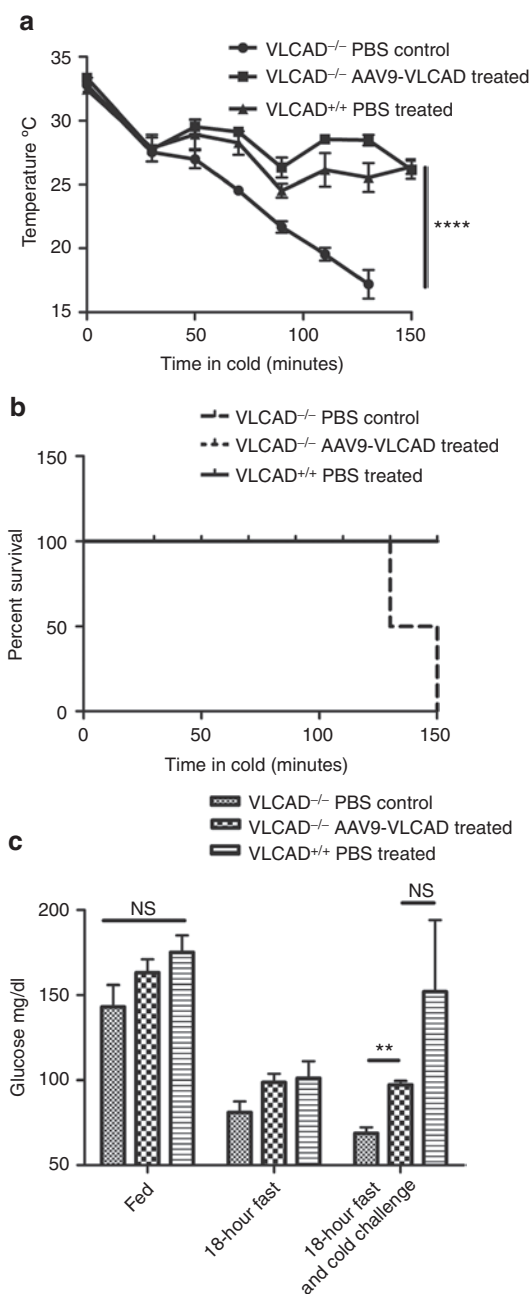 a
VLCAD–/– PBS control
VLCAD–/– AAV9-VLCAD treated
VLCAD+/+ PBS treated
35
30
25
20
15
Temperature °C
****
0
50
100
150
Time in cold (minutes)
b
VLCAD–/– PBS control
VLCAD–/– AAV9-VLCAD treated
VLCAD+/+ PBS treated
150
100
50
0
Percent survival
0
50
100
150
Time in cold (minutes)
VLCAD–/– PBS control
VLCAD–/– AAV9-VLCAD treated
VLCAD+/+ PBS treated
c
NS
NS
**
200
150
100
50
Glucose mg/dl
Fed
18-hour fast
18-hour fast
and cold challenge